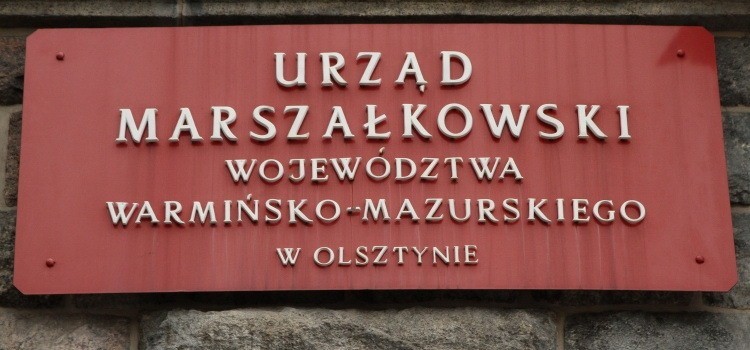 URZĄD
MARSZAŁKOWSKI
WOJEWÓDZTWA
WARMIŃSKO-MAZURSKIEGO
W OLSZTYNIE